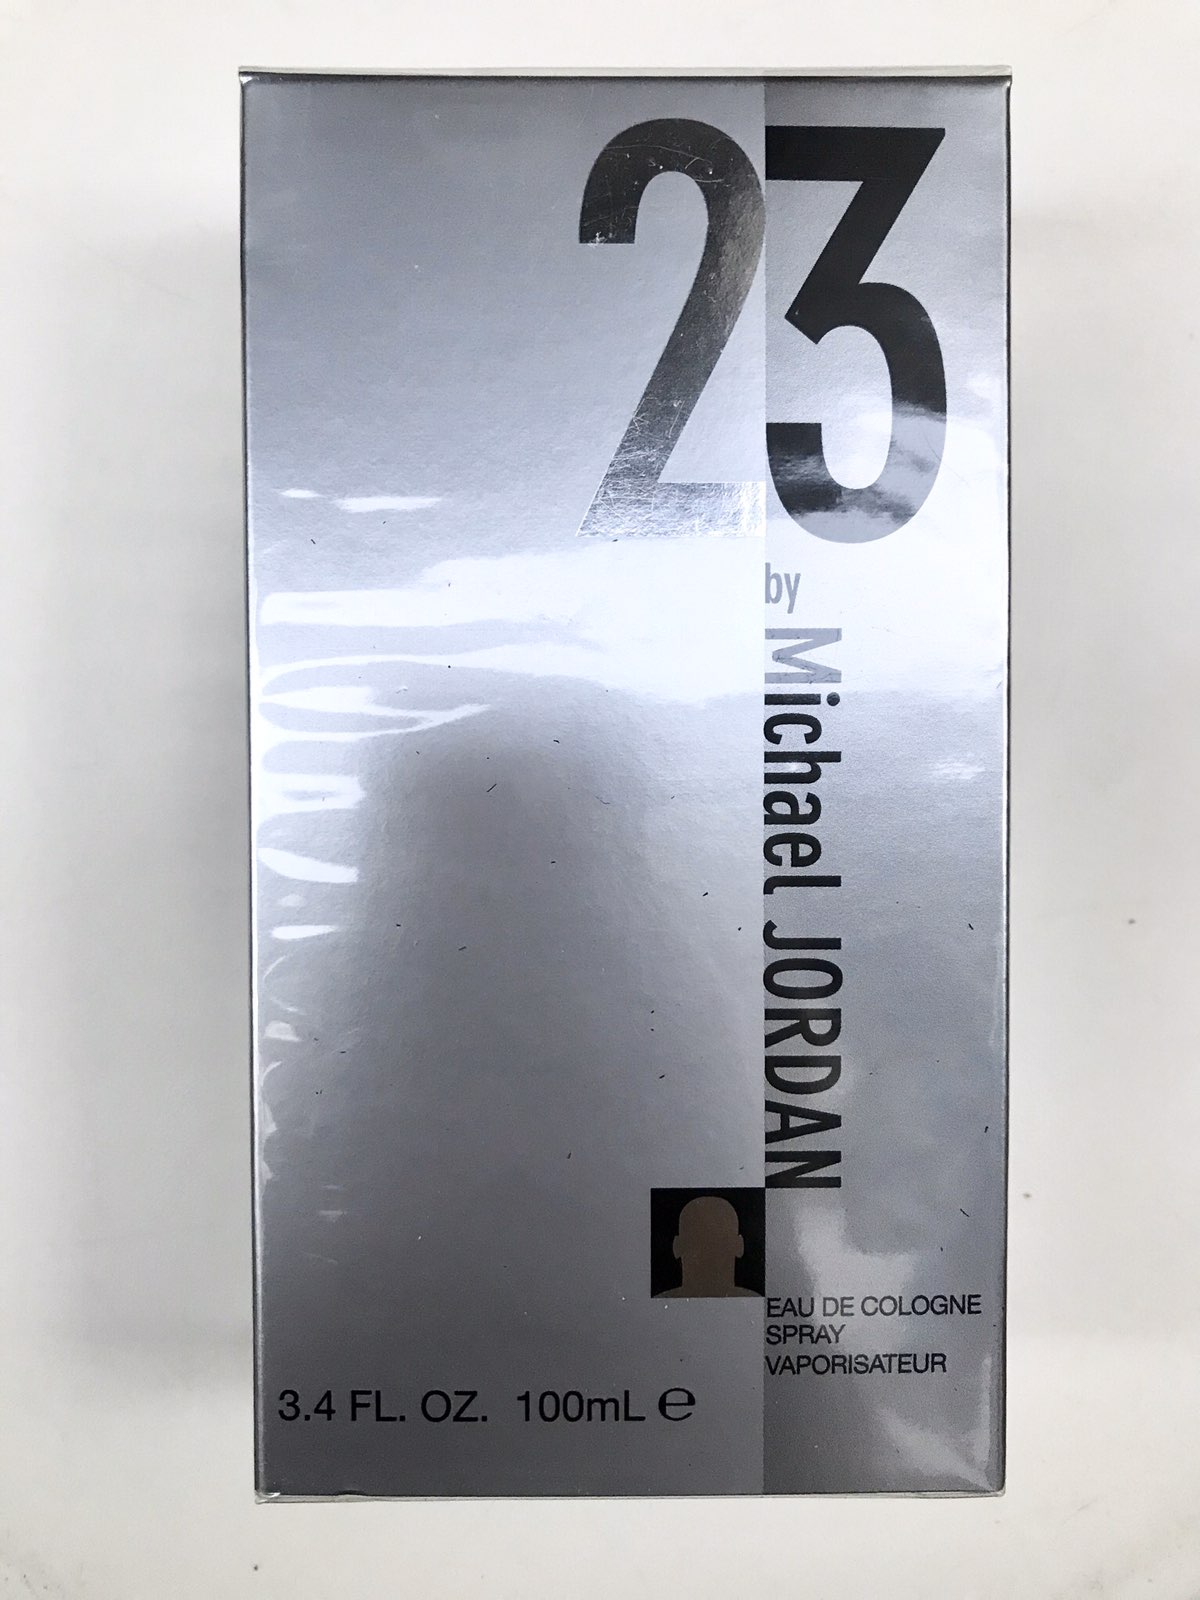 23
by
Michael JORDAN
EAU DE COLOGNE
SPRAY
VAPORISATEUR
3.4 FL. OZ. 100mL ℮